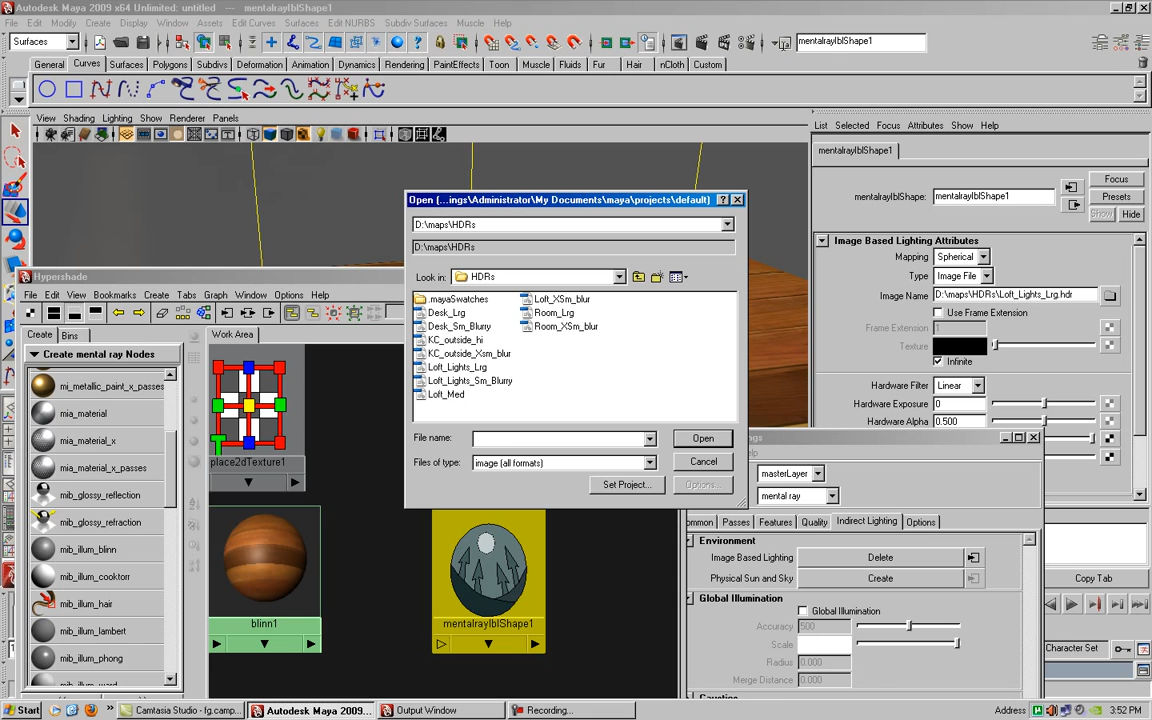 Autodesk Maya 2009 x64 Unlimited: untitled --- mentalrayIblShape1
File Edit Modify Create Display Window Assets Edit Curves Surfaces Edit NURBS Subdiv Surfaces Muscle Help
Surfaces mentalrayIblShape1
General Curves Surfaces Polygons Subdivs Deformation Animation Dynamics Rendering PaintEffects Toon Muscle Fluids Fur Hair nCloth Custom
View Shading Lighting Show Renderer Panels
List Selected Focus Attributes Show Help
mentalrayIblShape1
mentalrayIblShape: mentalrayIblShape1
Focus
Presets
Show Hide
Image Based Lighting Attributes
Mapping Spherical
Type Image File
Image Name D:\maps\HDRs\Loft_Lights_Lrg.hdr
Use Frame Extension
Frame Extension 1
Texture
Infinite
Hardware Filter Linear
Hardware Exposure 0
Hardware Alpha 0.500
Open (...ings\Administrator\My Documents\maya\projects\default)
D:\maps\HDRs
D:\maps\HDRs
Look in: HDRs
.mayaSwatches
Desk_Lrg
Desk_Sm_Blurry
KC_outside_hi
KC_outside_Xsm_blur
Loft_Lights_Lrg
Loft_Lights_Sm_Blurry
Loft_Med
Loft_XSm_blur
Room_Lrg
Room_XSm_blur
File name: Open
Files of type: image (all formats) Cancel
Set Project... Options...
Hypershade
File Edit View Bookmarks Create Tabs Graph Window Options Help
Show
Create Bins
Work Area
Create mental ray Nodes
mi_metallic_paint_x_passes
mia_material
mia_material_x
mia_material_x_passes
mib_glossy_reflection
mib_glossy_refraction
mib_illum_blinn
mib_illum_cooktorr
mib_illum_hair
mib_illum_lambert
mib_illum_phong
mib_illum_ward
place2dTexture1
blinn1
mentalrayIblShape1
ngs
elp
masterLayer
mental ray
ommon Passes Features Quality Indirect Lighting Options
Environment
Image Based Lighting Delete
Physical Sun and Sky Create
Global Illumination
Global Illumination
Accuracy 500
Scale
Radius 0.000
Merge Distance 0.000
Caustics
Copy Tab
Character Set
Start Camtasia Studio - fg.camp... Autodesk Maya 2009... Output Window Recording... Address 3:52 PM